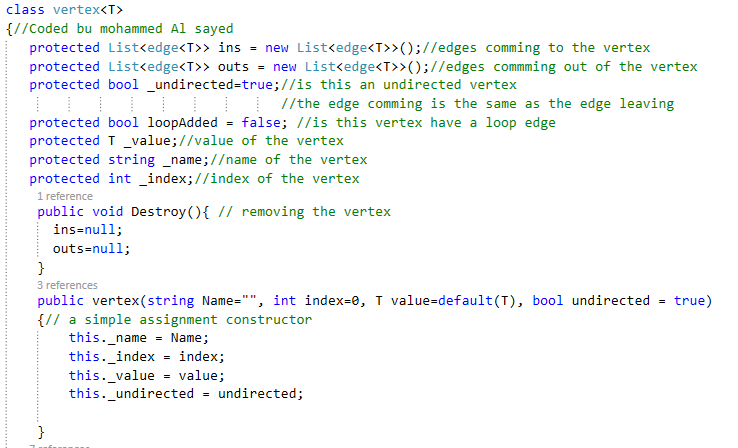 class vertex<T>
{//Coded bu mohammed Al sayed
protected List<edge<T>> ins = new List<edge<T>>();//edges comming to the vertex
protected List<edge<T>> outs = new List<edge<T>>();//edges commming out of the vertex
protected bool _undirected=true;//is this an undirected vertex
//the edge comming is the same as the edge leaving
protected bool loopAdded = false; //is this vertex have a loop edge
protected T _value;//value of the vertex
protected string _name;//name of the vertex
protected int _index;//index of the vertex
1 reference
public void Destroy(){ // removing the vertex
ins=null;
outs=null;
}
3 references
public vertex(string Name="", int index=0, T value=default(T), bool undirected = true)
{// a simple assignment constructor
this._name = Name;
this._index = index;
this._value = value;
this._undirected = undirected;
}